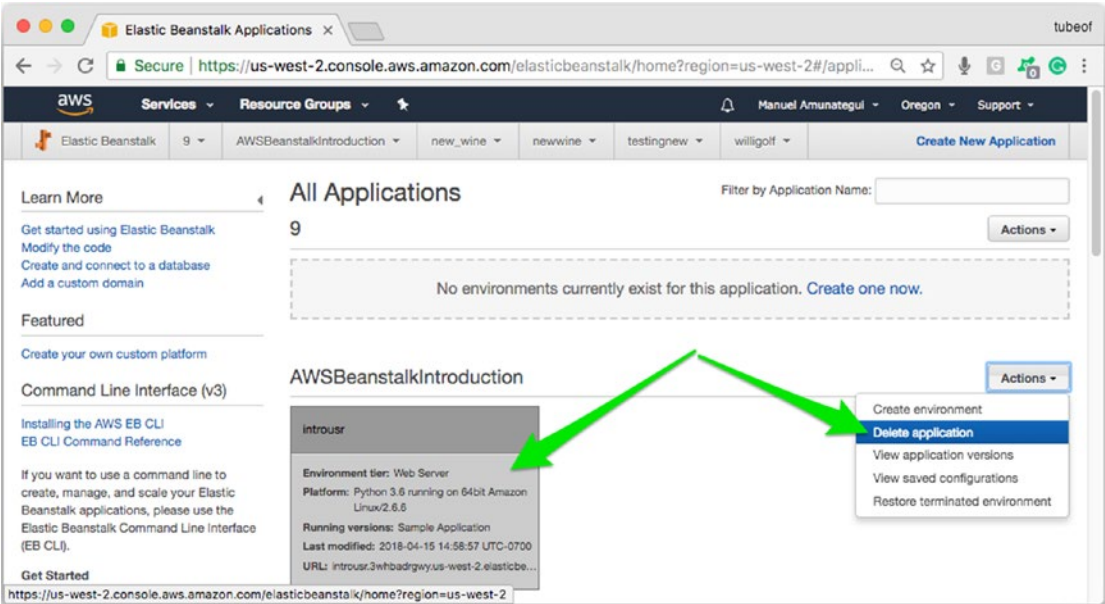 Elastic Beanstalk Applications ×
tubeof
Secure | https://us-west-2.console.aws.amazon.com/elasticbeanstalk/home?region=us-west-2#/appli...
aws Services Resource Groups Manuel Amunategui Oregon Support
Elastic Beanstalk 9 AWSBeanstalkIntroduction new_wine newwine testingnew willigolf Create New Application
Learn More
Get started using Elastic Beanstalk
Modify the code
Create and connect to a database
Add a custom domain
Featured
Create your own custom platform
Command Line Interface (v3)
Installing the AWS EB CLI
EB CLI Command Reference
If you want to use a command line to
create, manage, and scale your Elastic
Beanstalk applications, please use the
Elastic Beanstalk Command Line Interface
(EB CLI).
Get Started
All Applications
Filter by Application Name:
9
Actions
No environments currently exist for this application. Create one now.
AWSBeanstalkIntroduction
Actions
Create environment
Delete application
View application versions
View saved configurations
Restore terminated environment
introusr
Environment tier: Web Server
Platform: Python 3.6 running on 64bit Amazon
Linux/2.6.6
Running versions: Sample Application
Last modified: 2018-04-15 14:58:57 UTC-0700
URL: introusr.3whbadrgwy.us-west-2.elasticbe...
https://us-west-2.console.aws.amazon.com/elasticbeanstalk/home?region=us-west-2